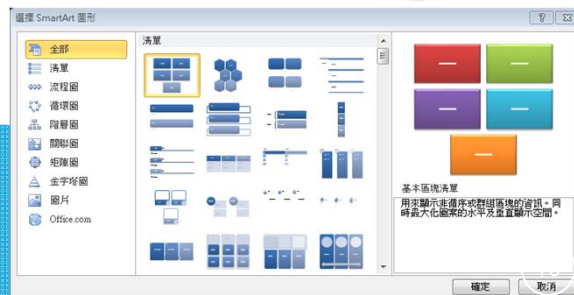 選擇 SmartArt 圖形
全部
清單
流程圖
循環圖
階層圖
關聯圖
矩陣圖
金字塔圖
圖片
Office.com
清單
基本區塊清單
用來顯示非循序或群組區塊的資訊。同
時最大化圖案的水平及垂直顯示空間。
確定
取消